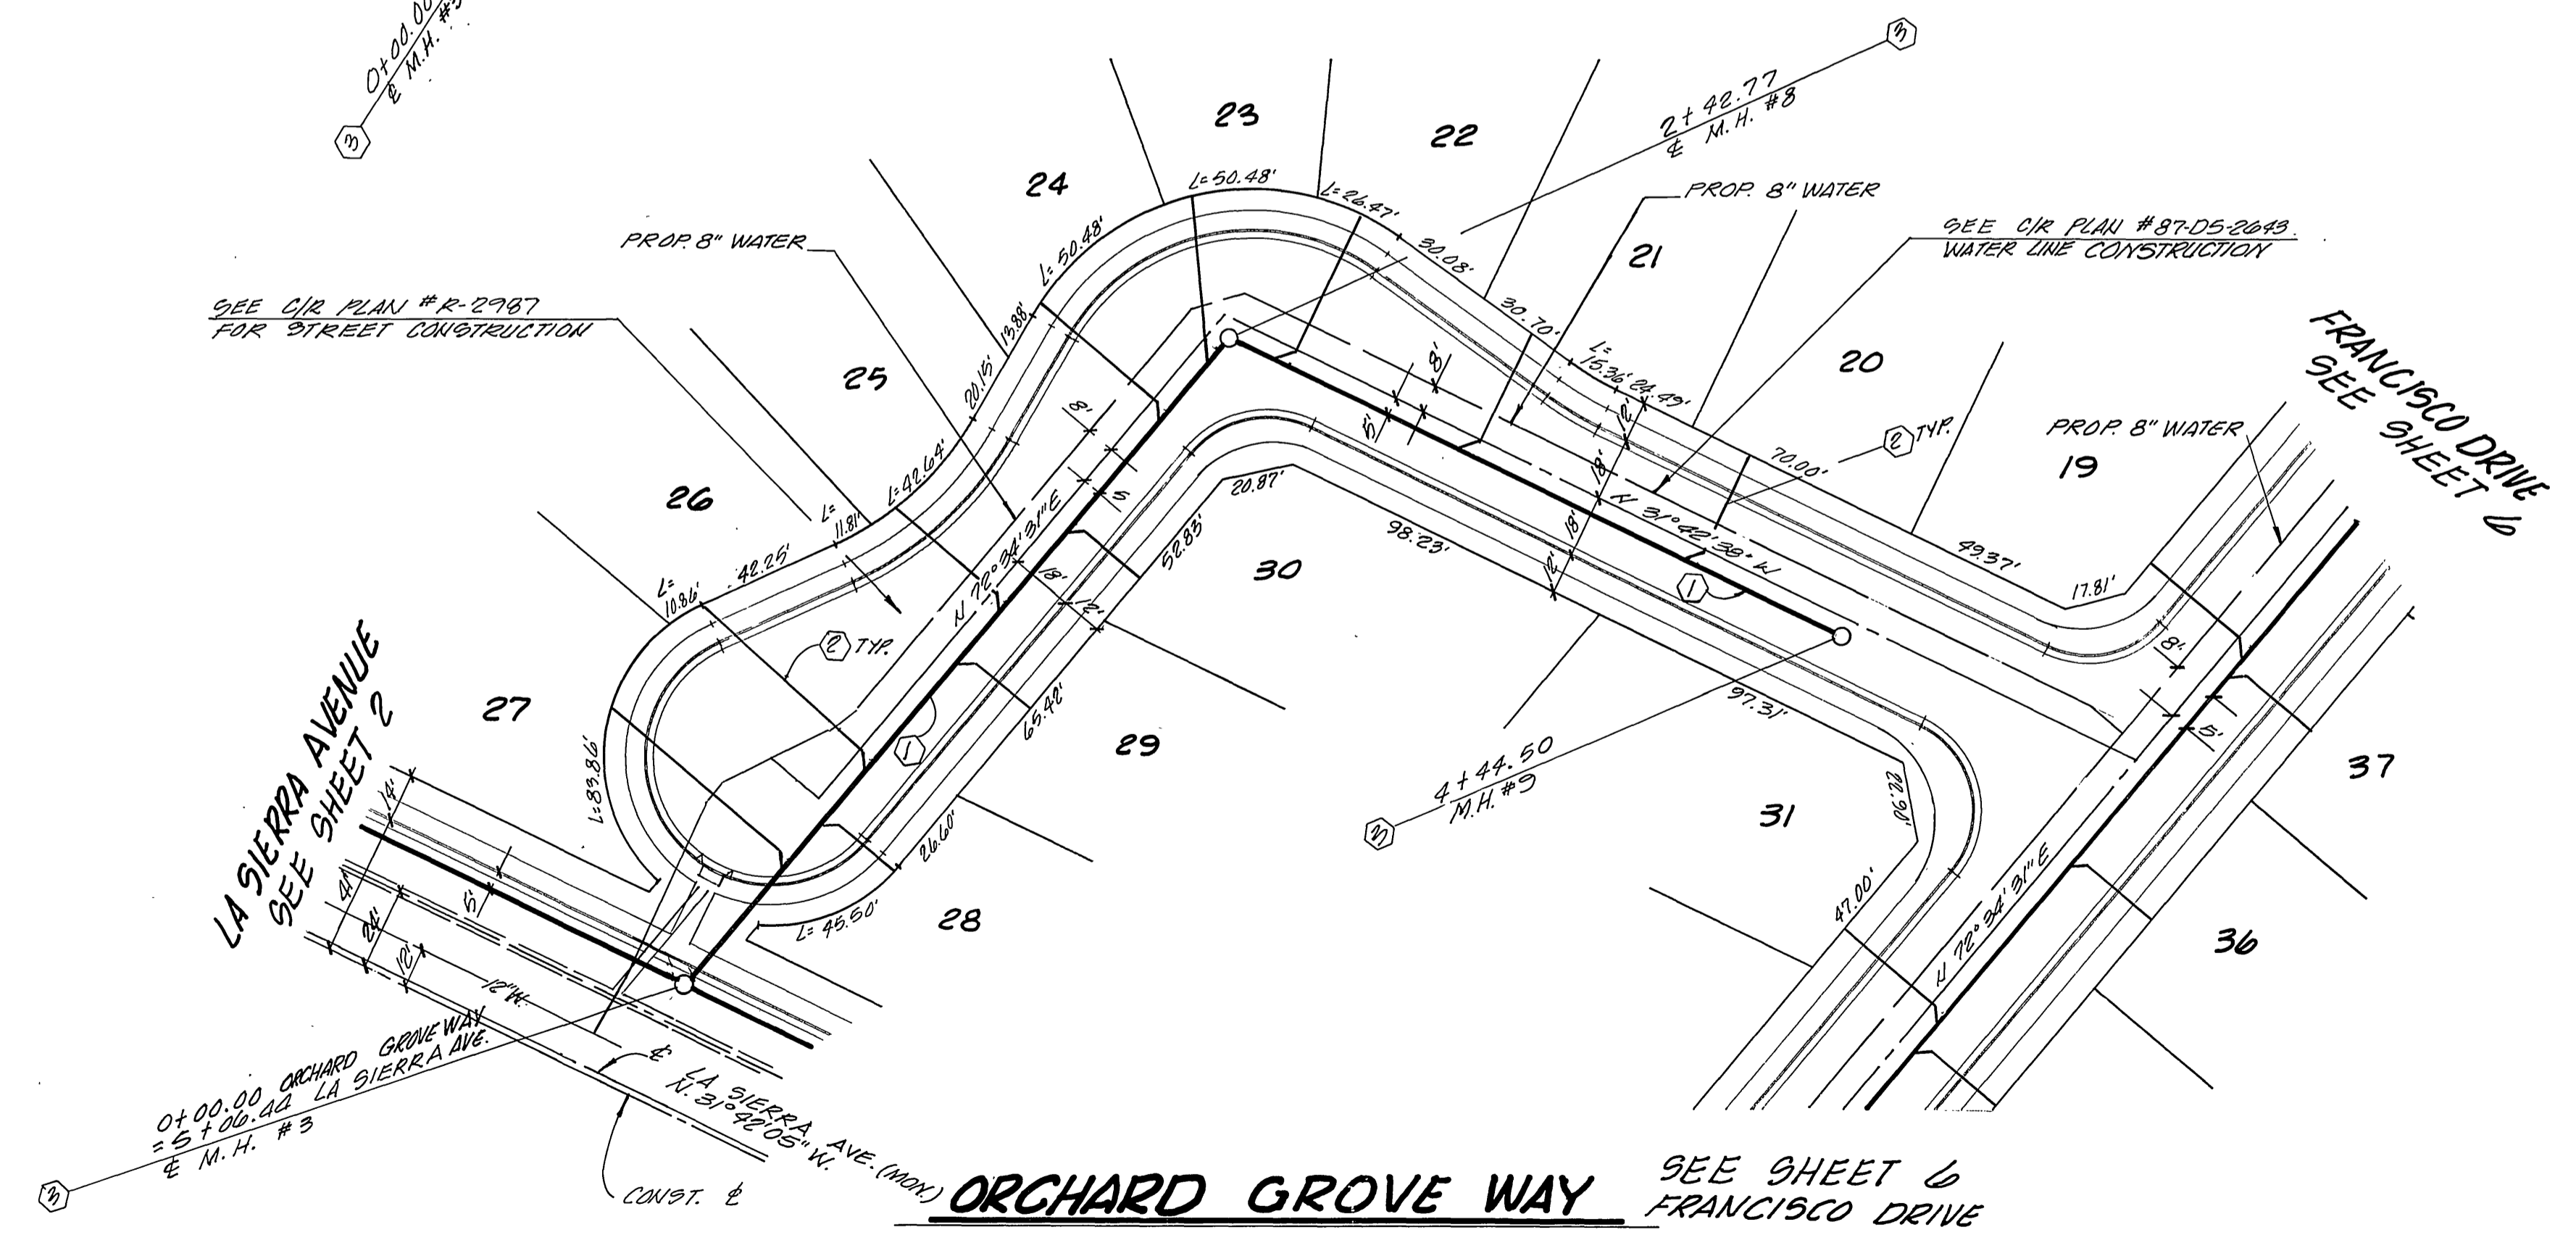 0+00.00
℄ M.H. #3
3
3
2+42.77
℄ M.H. #8
23
22
24
L=50.48'
L=26.47'
PROP. 8" WATER
SEE C/R PLAN #87-DS-2643
WATER LINE CONSTRUCTION
21
PROP. 8" WATER
L=50.48'
30.08'
SEE C/R PLAN #R-2987
FOR STREET CONSTRUCTION
13.88'
30.70'
FRANCISCO DRIVE
SEE SHEET 6
25
20.15'
8'
8'
5'
L=
15.36'
24.49'
12'
20
PROP. 8" WATER
19
2 TYP.
26
L=42.64'
5
20.87'
98.23'
18'
18'
12'
70.00'
N 31°42'38" W
49.37'
17.81'
L=
11.81'
42.25'
L=
10.86'
N 72°34'31" E
18'
12'
52.83'
30
1
8'
5'
2 TYP.
27
LA SIERRA AVENUE
SEE SHEET 2
1
65.42'
29
97.31'
4+44.50
M.H. #9
3
22.90'
31
37
L=83.86'
14'
41'
24'
12'
5'
26.60'
L=45.50'
28
47.00'
N 72°34'31" E
36
12"W.
0+00.00 ORCHARD GROVE WAY
=5+06.44 LA SIERRA AVE.
℄ M.H. #3
3
℄
LA SIERRA AVE. (MON.)
N. 31°42'05" W.
CONST. ℄
ORCHARD GROVE WAY
SEE SHEET 6
FRANCISCO DRIVE